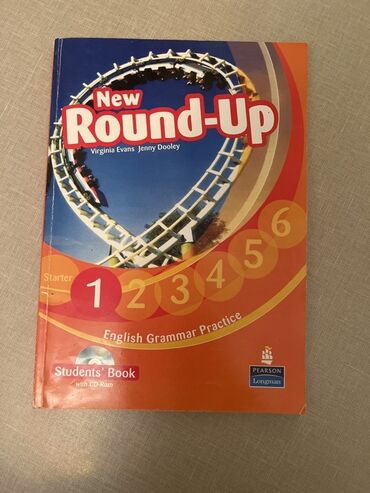 New
Round-Up
Virginia Evans Jenny Dooley
Starter 1 2 3 4 5 6
English Grammar Practice
Students' Book
with CD-Rom
PEARSON
Longman